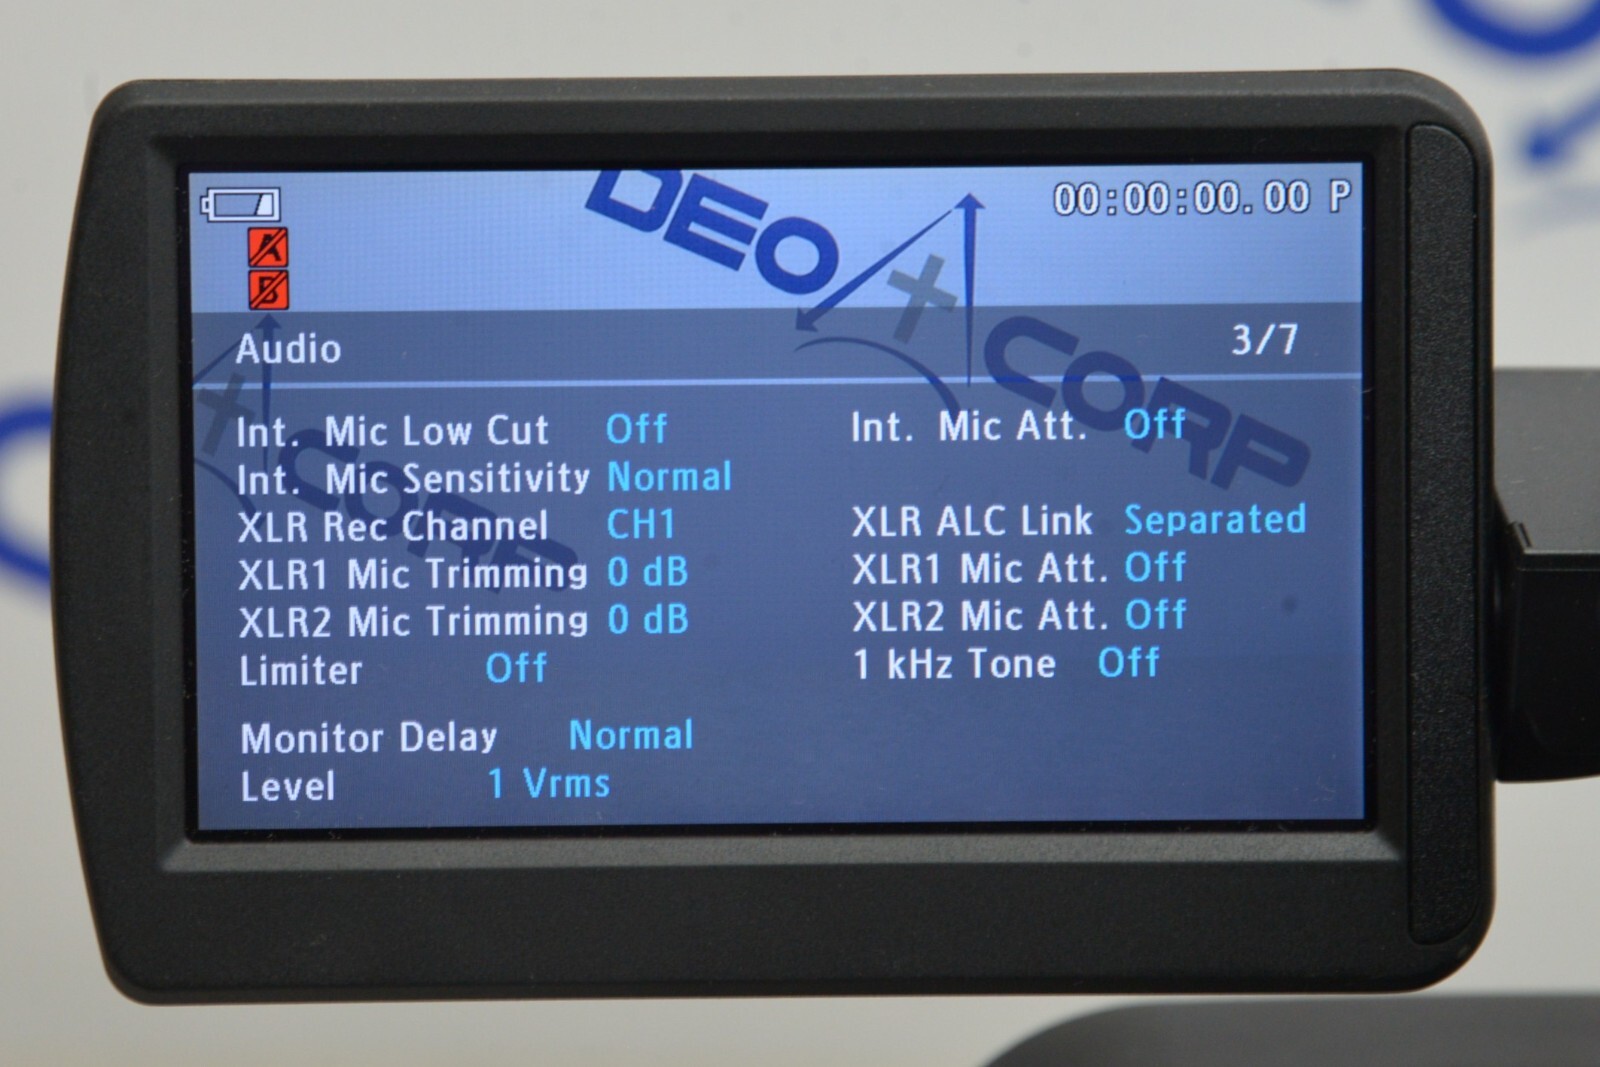 00:00:00.00 P
A
B
DEO
CORP
Audio 3/7
CORP
Int. Mic Low Cut Off Int. Mic Att. Off
Int. Mic Sensitivity Normal
XLR Rec Channel CH1 XLR ALC Link Separated
XLR1 Mic Trimming 0 dB XLR1 Mic Att. Off
XLR2 Mic Trimming 0 dB XLR2 Mic Att. Off
Limiter Off 1 kHz Tone Off
Monitor Delay Normal
Level 1 Vrms